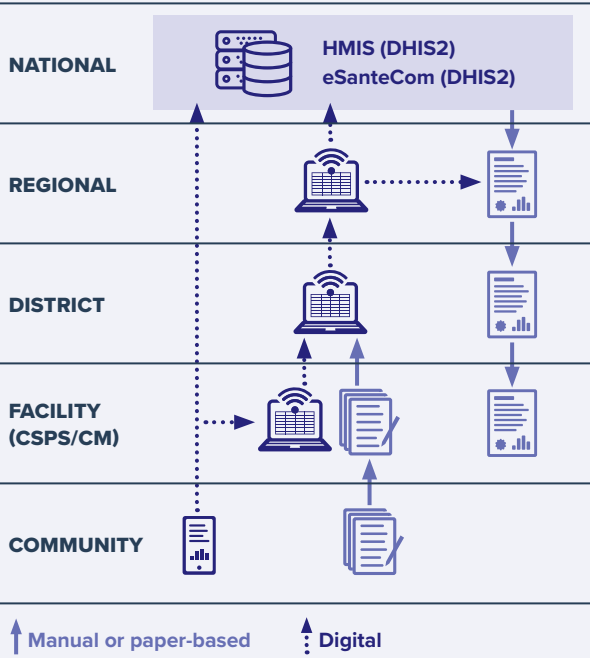 NATIONAL
HMIS (DHIS2)
eSanteCom (DHIS2)
REGIONAL
DISTRICT
FACILITY
(CSPS/CM)
COMMUNITY
Manual or paper-based
Digital